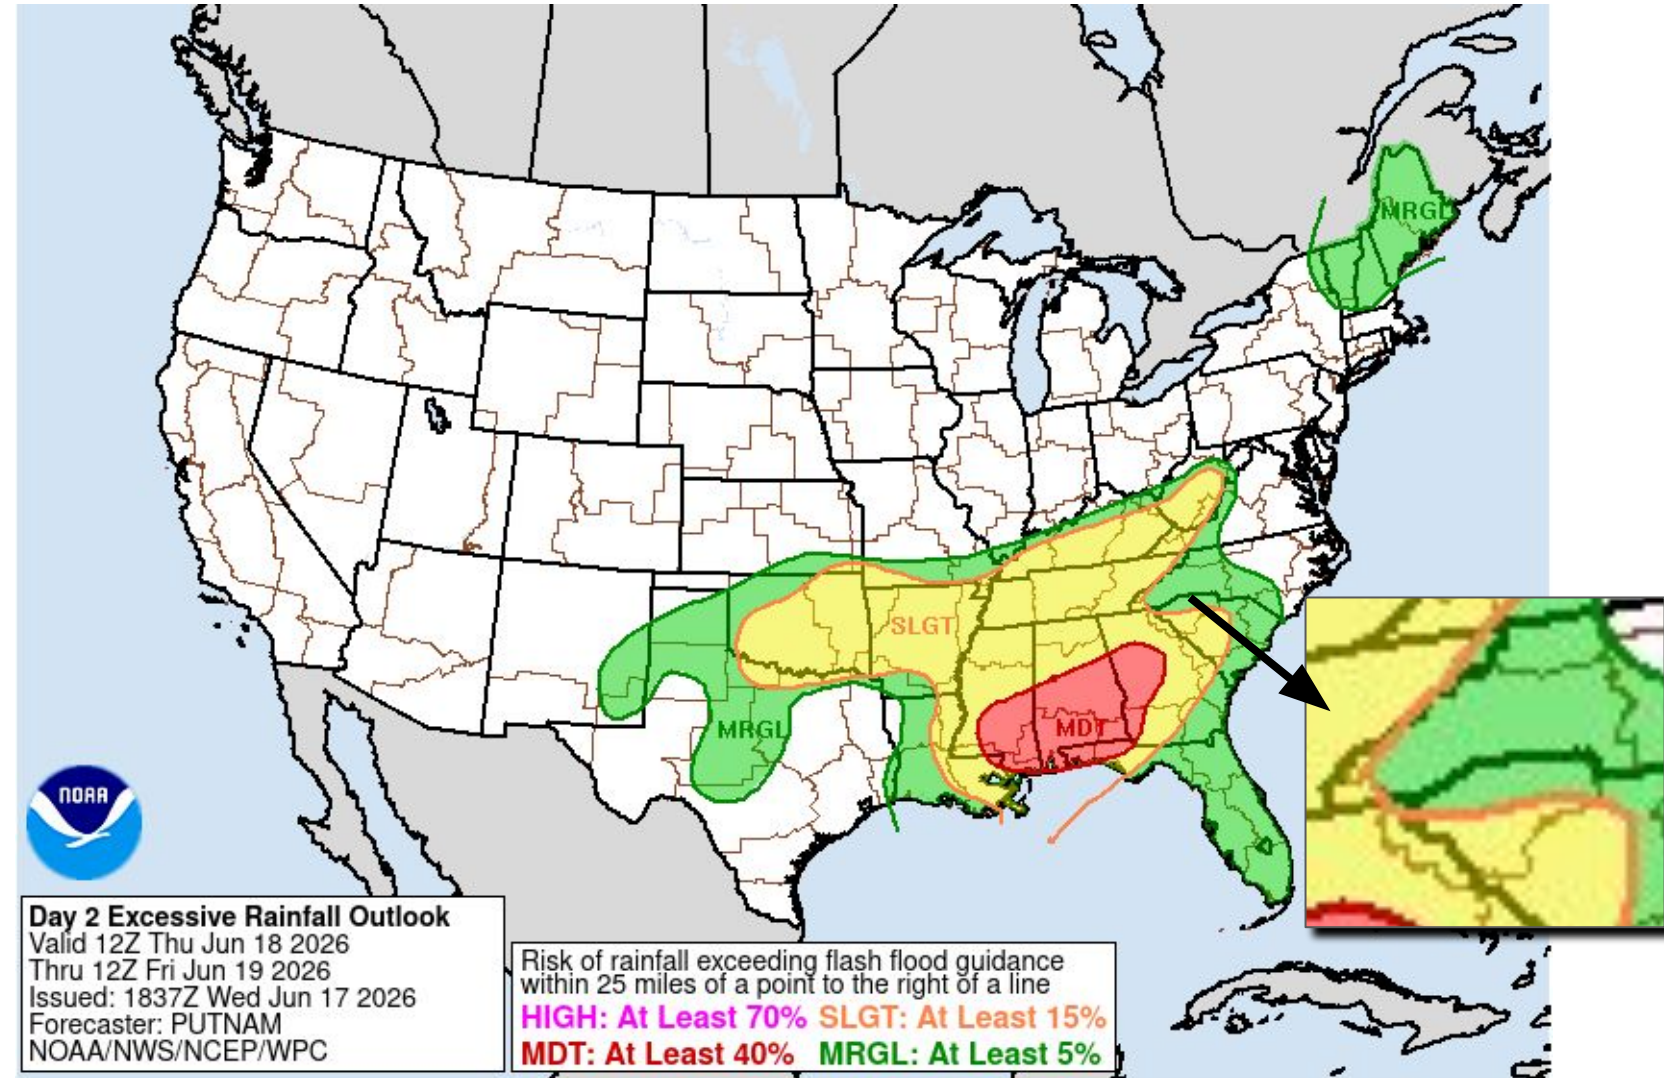 MRGL
SLGT
MRGL
MDT
NOAA
Day 2 Excessive Rainfall Outlook
Valid 12Z Thu Jun 18 2026
Thru 12Z Fri Jun 19 2026
Issued: 1837Z Wed Jun 17 2026
Forecaster: PUTNAM
NOAA/NWS/NCEP/WPC
Risk of rainfall exceeding flash flood guidance
within 25 miles of a point to the right of a line
HIGH: At Least 70% SLGT: At Least 15%
MDT: At Least 40% MRGL: At Least 5%